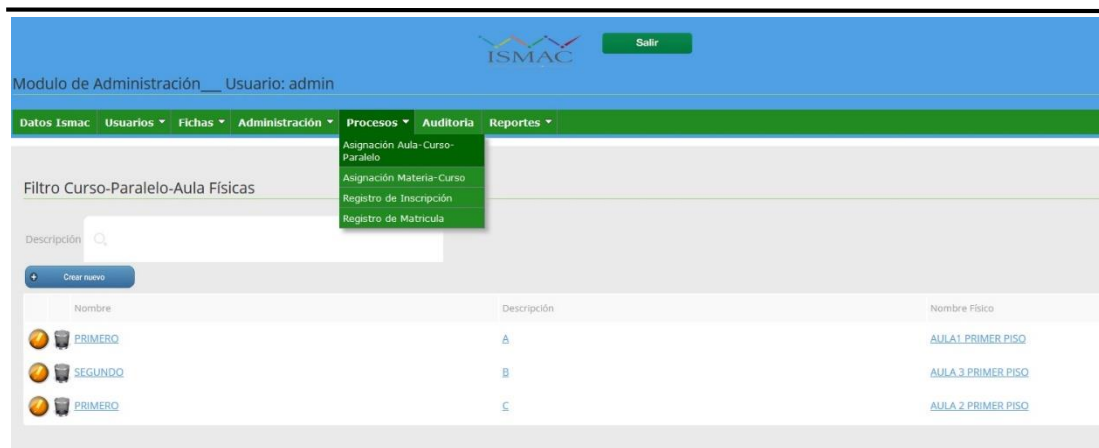 ISMAC
Salir
Modulo de Administración___ Usuario: admin
Datos Ismac Usuarios Fichas Administración Procesos Auditoria Reportes
Asignación Aula-Curso-
Paralelo
Asignación Materia-Curso
Registro de Inscripción
Registro de Matricula
Filtro Curso-Paralelo-Aula Físicas
Descripción
Crear nuevo
Nombre Descripción Nombre Físico
PRIMERO A AULA1 PRIMER PISO
SEGUNDO B AULA 3 PRIMER PISO
PRIMERO C AULA 2 PRIMER PISO